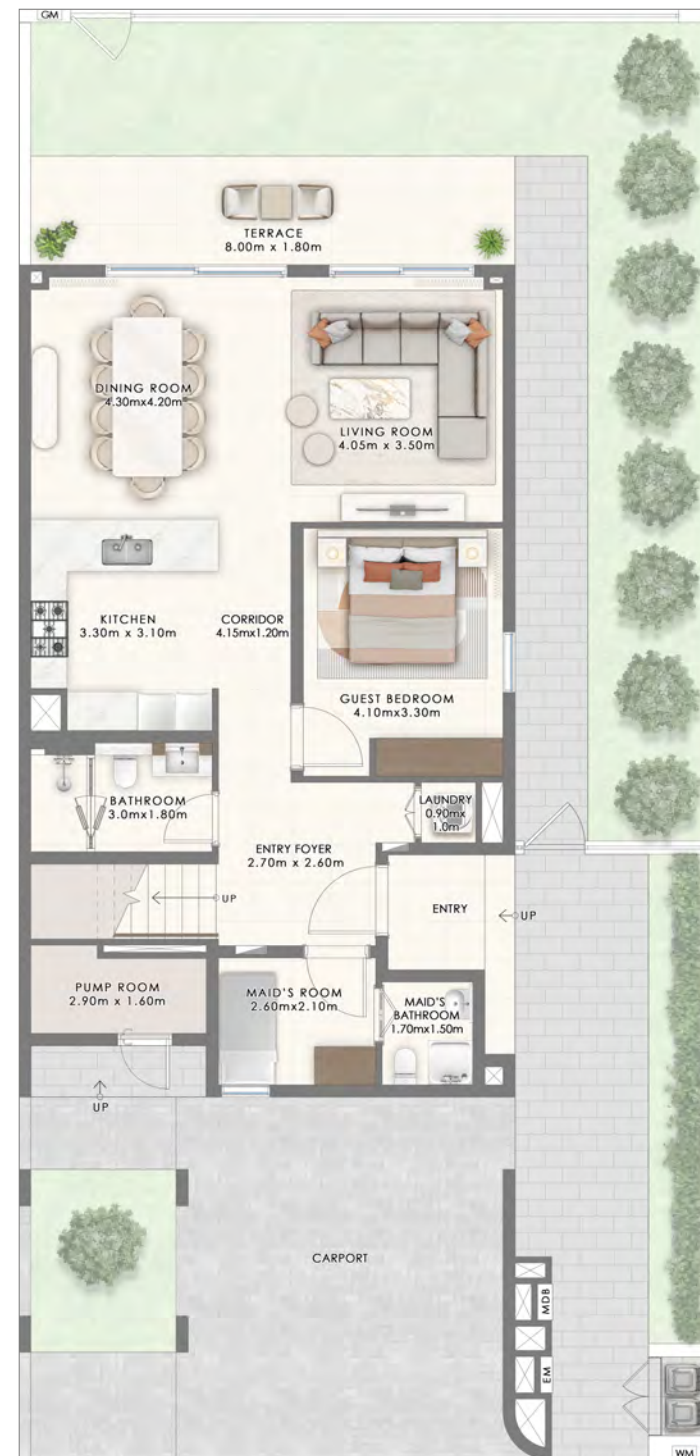 GM
TERRACE
8.00m x 1.80m
DINING ROOM
4.30mx4.20m
LIVING ROOM
4.05m x 3.50m
KITCHEN
3.30m x 3.10m
CORRIDOR
4.15mx1.20m
GUEST BEDROOM
4.10mx3.30m
BATHROOM
3.0mx1.80m
LAUNDRY
0.90mx
1.0m
ENTRY FOYER
2.70m x 2.60m
UP
ENTRY
UP
PUMP ROOM
2.90m x 1.60m
MAID'S ROOM
2.60mx2.10m
MAID'S
BATHROOM
1.70mx1.50m
UP
CARPORT
MDB
EM
WM